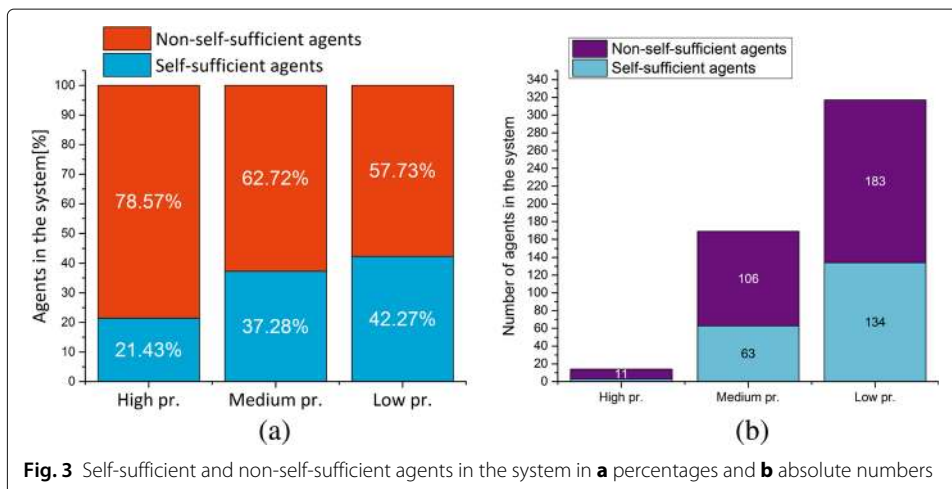 Non-self-sufficient agents
Self-sufficient agents
Agents in the system[%]
100
90
80
70
60
50
40
30
20
10
0
78.57%
21.43%
62.72%
37.28%
57.73%
42.27%
High pr.
Medium pr.
Low pr.
(a)
Non-self-sufficient agents
Self-sufficient agents
Number of agents in the system
340
320
300
280
260
240
220
200
180
160
140
120
100
80
60
40
20
0
11
106
63
183
134
High pr.
Medium pr.
Low pr.
(b)
Fig. 3 Self-sufficient and non-self-sufficient agents in the system in a percentages and b absolute numbers